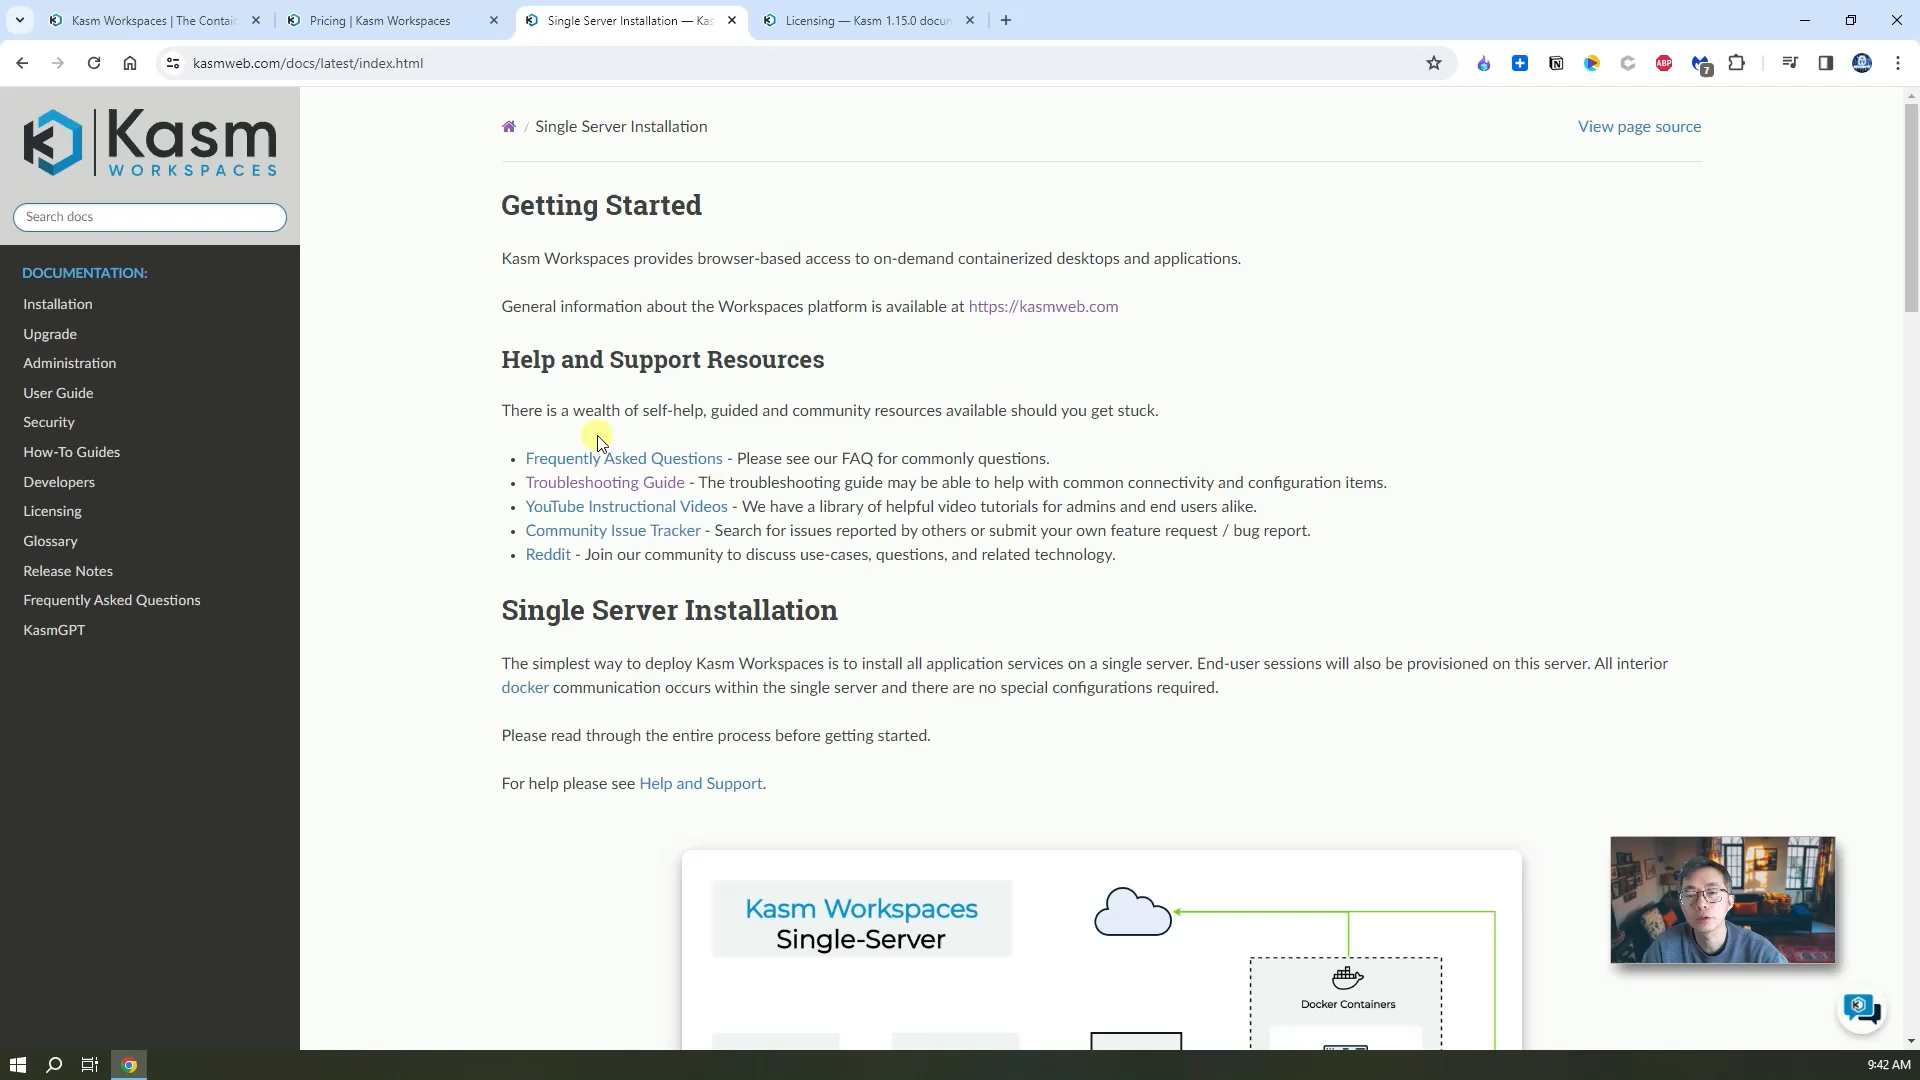 Kasm Workspaces | The Contain
Pricing | Kasm Workspaces
Single Server Installation — Kas
Licensing — Kasm 1.15.0 docum
kasmweb.com/docs/latest/index.html
ABP
7
Kasm
WORKSPACES
Search docs
DOCUMENTATION:
Installation
Upgrade
Administration
User Guide
Security
How-To Guides
Developers
Licensing
Glossary
Release Notes
Frequently Asked Questions
KasmGPT
/ Single Server Installation
View page source
Getting Started
Kasm Workspaces provides browser-based access to on-demand containerized desktops and applications.
General information about the Workspaces platform is available at https://kasmweb.com
Help and Support Resources
There is a wealth of self-help, guided and community resources available should you get stuck.
• Frequently Asked Questions - Please see our FAQ for commonly questions.
• Troubleshooting Guide - The troubleshooting guide may be able to help with common connectivity and configuration items.
• YouTube Instructional Videos - We have a library of helpful video tutorials for admins and end users alike.
• Community Issue Tracker - Search for issues reported by others or submit your own feature request / bug report.
• Reddit - Join our community to discuss use-cases, questions, and related technology.
Single Server Installation
The simplest way to deploy Kasm Workspaces is to install all application services on a single server. End-user sessions will also be provisioned on this server. All interior
docker communication occurs within the single server and there are no special configurations required.
Please read through the entire process before getting started.
For help please see Help and Support.
Kasm Workspaces
Single-Server
Docker Containers
9:42 AM